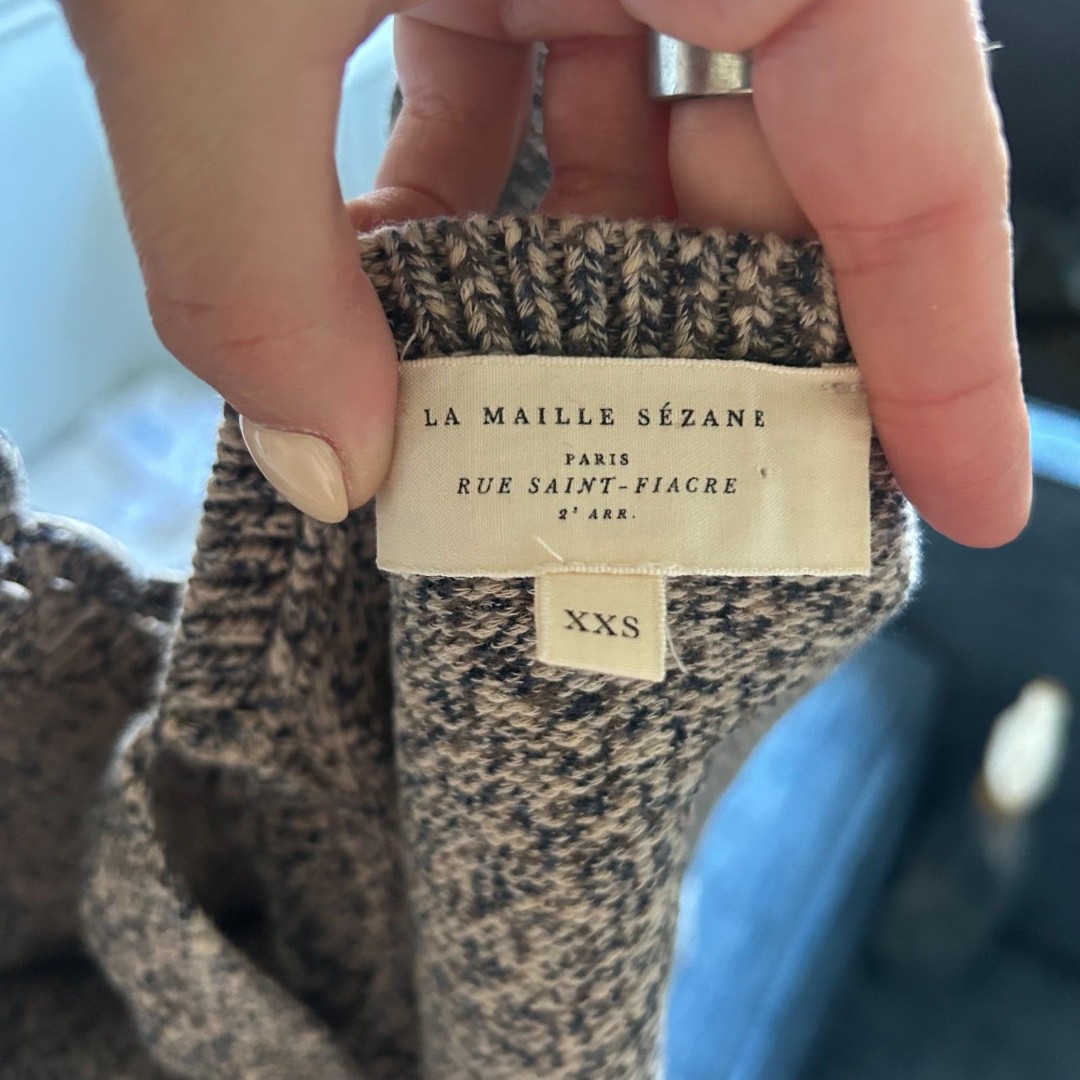 LA MAILLE SÉZANE
PARIS
RUE SAINT-FIACRE
2ᵉ ARR.
XXS